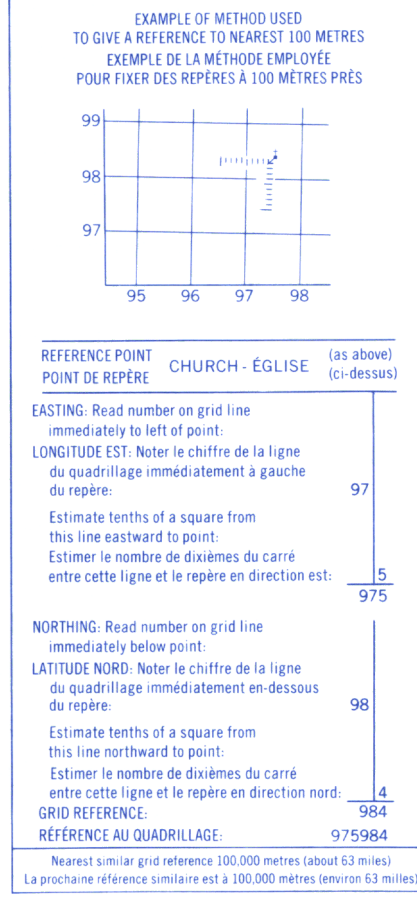 EXAMPLE OF METHOD USED
TO GIVE A REFERENCE TO NEAREST 100 METRES
EXEMPLE DE LA MÉTHODE EMPLOYÉE
POUR FIXER DES REPÈRES À 100 MÈTRES PRÈS
99
98
97
95 96 97 98
REFERENCE POINT
POINT DE REPÈRE
CHURCH - ÉGLISE
(as above)
(ci-dessus)
EASTING: Read number on grid line
immediately to left of point:
LONGITUDE EST: Noter le chiffre de la ligne
du quadrillage immédiatement à gauche
du repère: 97
Estimate tenths of a square from
this line eastward to point:
Estimer le nombre de dixièmes du carré
entre cette ligne et le repère en direction est: 5
975
NORTHING: Read number on grid line
immediately below point:
LATITUDE NORD: Noter le chiffre de la ligne
du quadrillage immédiatement en-dessous
du repère: 98
Estimate tenths of a square from
this line northward to point:
Estimer le nombre de dixièmes du carré
entre cette ligne et le repère en direction nord: 4
GRID REFERENCE: 984
RÉFÉRENCE AU QUADRILLAGE: 975984
Nearest similar grid reference 100,000 metres (about 63 miles)
La prochaine référence similaire est à 100,000 mètres (environ 63 milles)